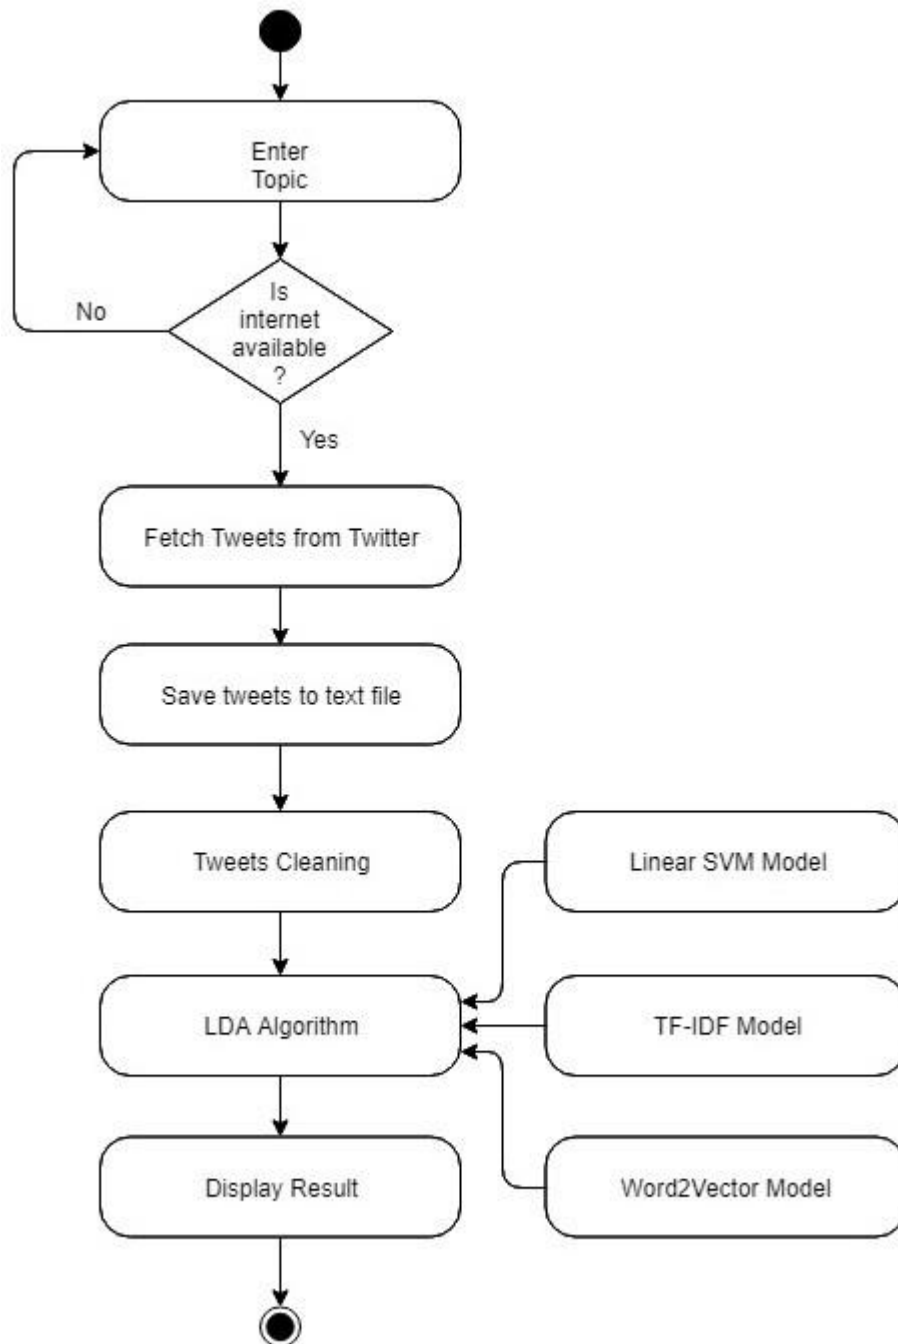 Enter
Topic
Is
internet
available
?
No
Yes
Fetch Tweets from Twitter
Save tweets to text file
Tweets Cleaning
Linear SVM Model
LDA Algorithm
TF-IDF Model
Display Result
Word2Vector Model